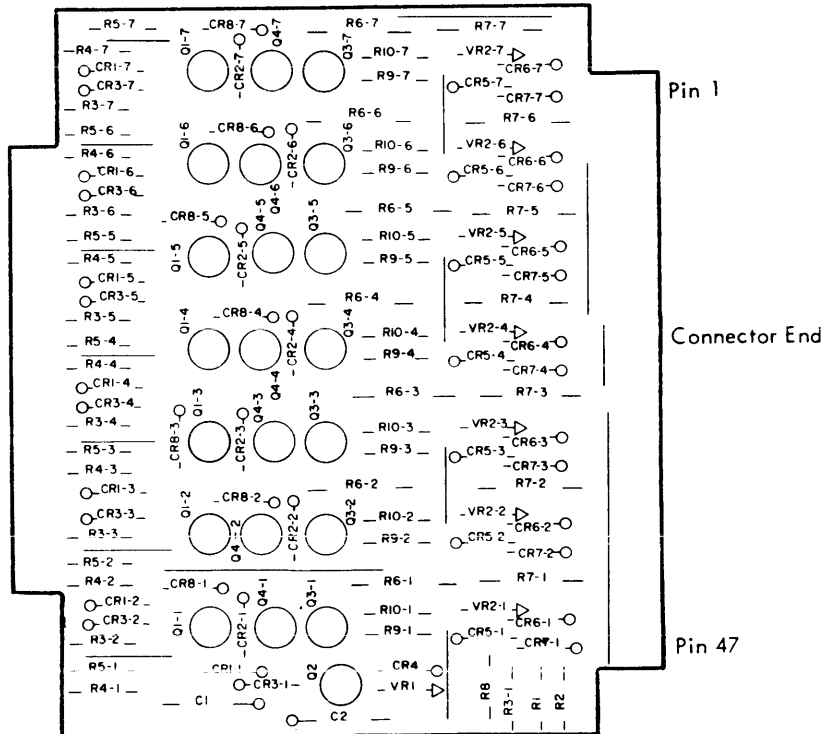 R5-7 CR8-7 Q4-7 R6-7 R7-7
R4-7 Q1-7 CR2-7 Q3-7 R10-7 VR2-7 CR6-7
CR1-7 R9-7 CR5-7
CR3-7 CR7-7 Pin 1
R3-7 R6-6 R7-6
R5-6 Q1-6 CR8-6 CR2-6 Q3-6 R10-6 VR2-6
R4-6 CR6-6
CR1-6 R9-6 CR5-6
CR3-6 Q4-6 CR7-6
R3-6 CR8-5 Q4-5 Q3-5 R6-5 R7-5
R5-5 Q1-5 CR2-5 R10-5 VR2-5 CR6-5
R4-5 R9-5 CR5-5
CR1-5 CR7-5
CR3-5 R6-4 R7-4
R3-5 Q1-4 CR8-4 CR2-4 Q3-4
R5-4 R10-4 VR2-4 CR6-4 Connector End
R4-4 R9-4 CR5-4
CR1-4 Q4-4 CR7-4
CR3-4 Q1-3 Q4-3 Q3-3 R6-3 R7-3
R3-4 CR8-3 CR2-3 R10-3 VR2-3 CR6-3
R5-3 R9-3 CR5-3
R4-3 CR7-3
CR1-3 Q1-2 CR8-2 R6-2 R7-2
CR3-3 CR2-2 Q3-2 R10-2 VR2-2 CR6-2
R3-3 Q4-2 R9-2 CR5-2
R5-2 CR7-2
R4-2 CR8-1 R6-1 R7-1
CR1-2 Q4-1 Q3-1 R10-1 VR2-1
CR3-2 Q1-1 CR2-1 R9-1 CR5-1 CR6-1
R3-2 CR7-1 Pin 47
R5-1 CR1-1 Q2 CR4
R4-1 CR3-1 VR1 R8 R3-1 R1 R2
C1 C2